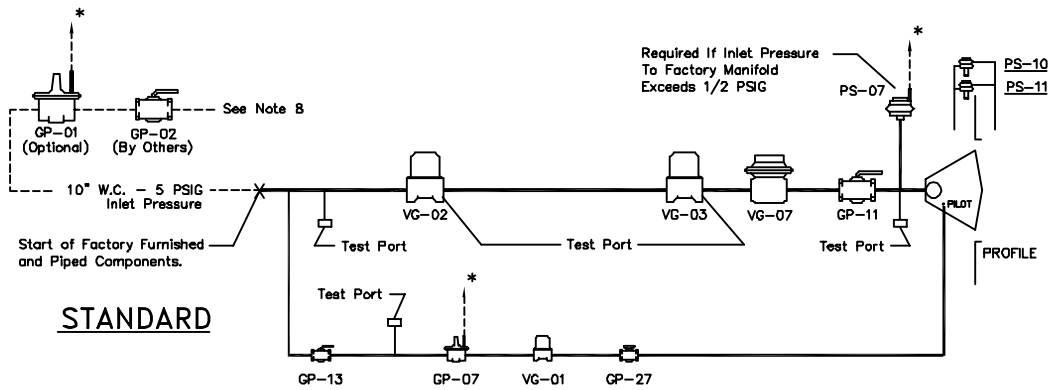 *
*
Required If Inlet Pressure
To Factory Manifold
Exceeds 1/2 PSIG
PS-07
PS-10
PS-11
GP-01
(Optional)
GP-02
(By Others)
See Note 8
10" W.C. - 5 PSIG
Inlet Pressure
VG-02
VG-03
VG-07
GP-11
PILOT
Start of Factory Furnished
and Piped Components.
Test Port
Test Port
Test Port
PROFILE
STANDARD
Test Port
*
GP-13
GP-07
VG-01
GP-27